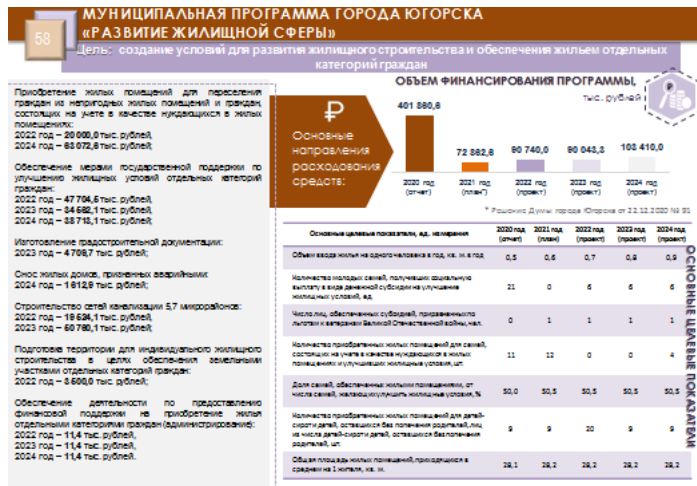 58
МУНИЦИПАЛЬНАЯ ПРОГРАММА ГОРОДА ЮГОРСКА
«РАЗВИТИЕ ЖИЛИЩНОЙ СФЕРЫ»
Цель: создание условий для развития жилищного строительства и обеспечения жильем отдельных
категорий граждан
Приобретение жилых помещений для переселения
граждан из непригодных жилых помещений и граждан,
состоящих на учете в качестве нуждающихся в жилых
помещениях:
2022 год – 20 000,0 тыс. рублей,
2024 год – 63 072,6 тыс. рублей;
Обеспечение мерами государственной поддержки по
улучшению жилищных условий отдельных категорий
граждан:
2022 год – 47 704,5 тыс. рублей,
2023 год – 34 562,1 тыс. рублей,
2024 год – 38 713,1 тыс. рублей;
Изготовление градостроительной документации:
2023 год – 4 709,7 тыс. рублей;
Снос жилых домов, признанных аварийными:
2024 год – 1 612,9 тыс. рублей;
Строительство сетей канализации 5,7 микрорайонов:
2022 год – 19 524,1 тыс. рублей,
2023 год – 50 760,1 тыс. рублей;
Подготовка территории для индивидуального жилищного
строительства в целях обеспечения земельными
участками отдельных категорий граждан:
2022 год – 3 500,0 тыс. рублей;
Обеспечение деятельности по предоставлению
финансовой поддержки на приобретение жилья
отдельными категориями граждан (администрирование):
2022 год – 11,4 тыс. рублей,
2023 год – 11,4 тыс. рублей,
2024 год – 11,4 тыс. рублей.
₽
Основные
направления
расходования
средств:
ОБЪЕМ ФИНАНСИРОВАНИЯ ПРОГРАММЫ,
тыс. рублей
401 860,6
72 862,6
90 740,0
90 043,3
103 410,0
2020 год (отчет)
2021 год (план*)
2022 год (проект)
2023 год (проект)
2024 год (проект)
* Решение Думы города Югорска от 22.12.2020 № 91
Основные целевые показатели, ед. измерения 2020 год (отчет) 2021 год (план) 2022 год (проект) 2023 год (проект) 2024 год (проект)
Объем ввода жилья на одного человека в год, кв. м. в год 0,5 0,6 0,7 0,8 0,9
Количество молодых семей, получивших социальную
выплату в виде денежной субсидии на улучшение
жилищных условий, ед. 21 0 6 6 6
Число лиц, обеспеченных субсидией, приравненных по
льготам к ветеранам Великой Отечественной войны, чел. 0 1 1 1 1
Количество приобретенных жилых помещений для семей,
состоящих на учете в качестве нуждающихся в жилых
помещениях и улучшивших жилищные условия, шт. 11 12 0 0 4
Доля семей, обеспеченных жилыми помещениями, от
числа семей, желающих улучшить жилищные условия, % 50,0 50,5 50,5 50,5 50,5
Количество приобретенных жилых помещений для детей-
сирот и детей, оставшихся без попечения родителей, лиц
из числа детей-сирот и детей, оставшихся без попечения
родителей, шт. 9 9 20 9 9
Общая площадь жилых помещений, приходящихся в
среднем на 1 жителя, кв. м. 28,1 28,2 28,2 28,2 28,2
ОСНОВНЫЕ ЦЕЛЕВЫЕ ПОКАЗАТЕЛИ